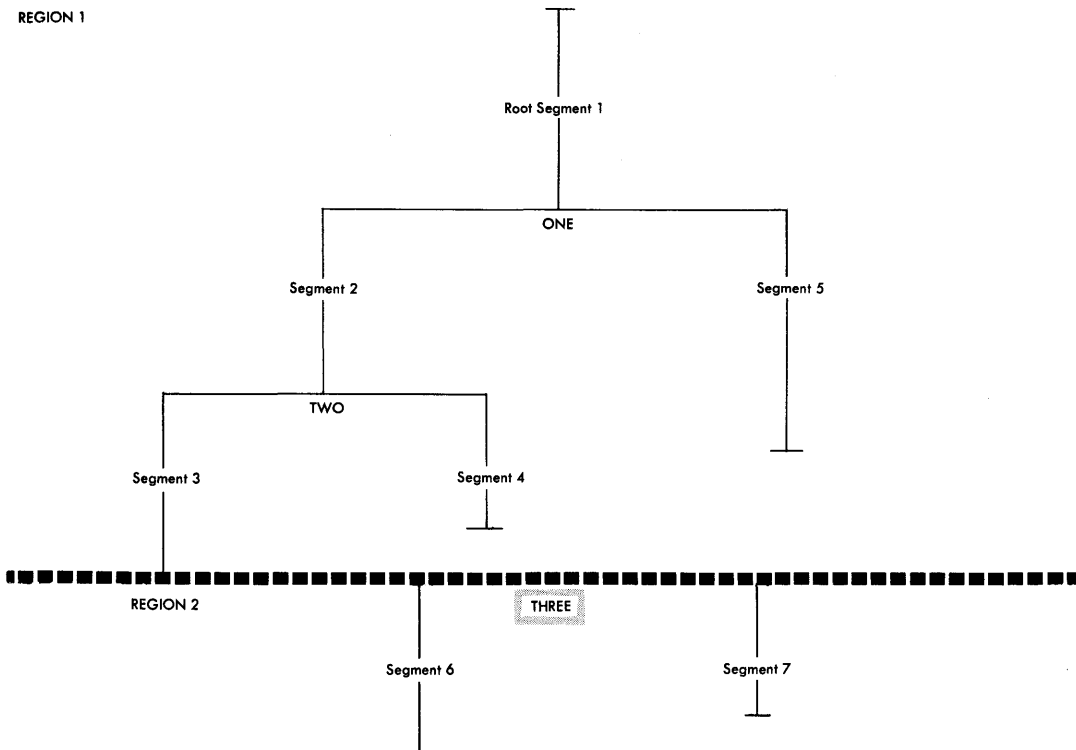 REGION 1
Root Segment 1
ONE
Segment 2
Segment 5
TWO
Segment 3
Segment 4
REGION 2
THREE
Segment 6
Segment 7